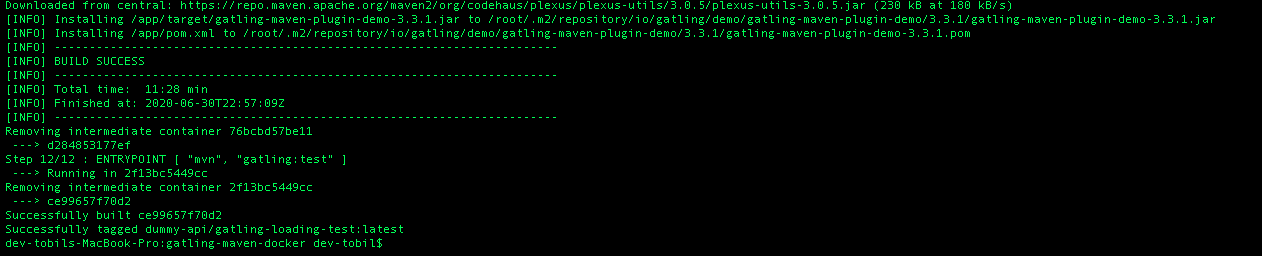 Downloaded from central: https://repo.maven.apache.org/maven2/org/codehaus/plexus/plexus-utils/3.0.5/plexus-utils-3.0.5.jar (230 kB at 180 kB/s)
[INFO] Installing /app/target/gatling-maven-plugin-demo-3.3.1.jar to /root/.m2/repository/io/gatling/demo/gatling-maven-plugin-demo/3.3.1/gatling-maven-plugin-demo-3.3.1.jar
[INFO] Installing /app/pom.xml to /root/.m2/repository/io/gatling/demo/gatling-maven-plugin-demo/3.3.1/gatling-maven-plugin-demo-3.3.1.pom
[INFO] ------------------------------------------------------------------------
[INFO] BUILD SUCCESS
[INFO] ------------------------------------------------------------------------
[INFO] Total time:  11:28 min
[INFO] Finished at: 2020-06-30T22:57:09Z
[INFO] ------------------------------------------------------------------------
Removing intermediate container 76bcbd57be11
 ---> d284853177ef
Step 12/12 : ENTRYPOINT [ "mvn", "gatling:test" ]
 ---> Running in 2f13bc5449cc
Removing intermediate container 2f13bc5449cc
 ---> ce99657f70d2
Successfully built ce99657f70d2
Successfully tagged dummy-api/gatling-loading-test:latest
dev-tobils-MacBook-Pro:gatling-maven-docker dev-tobil$